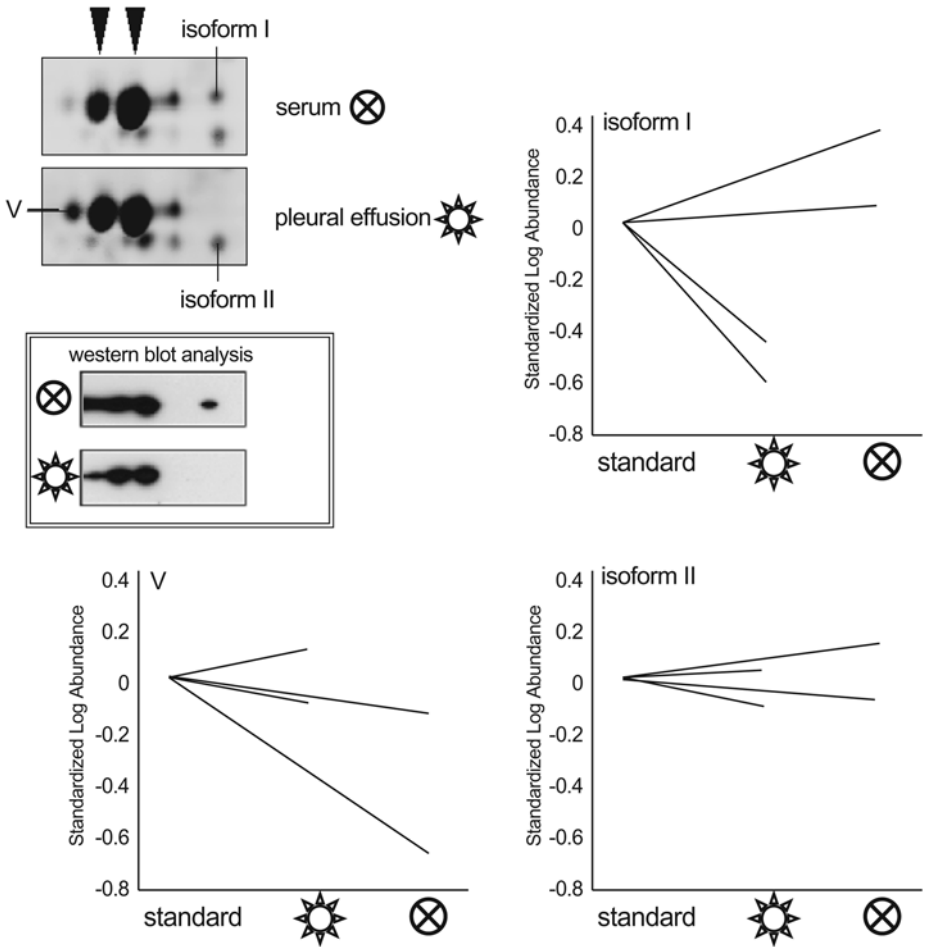 isoform I
serum
V
pleural effusion
isoform II
western blot analysis
isoform I
Standardized Log Abundance
0.4
0.2
0
-0.2
-0.4
-0.6
-0.8
standard
V
Standardized Log Abundance
0.4
0.2
0
-0.2
-0.4
-0.6
-0.8
standard
isoform II
Standardized Log Abundance
0.4
0.2
0
-0.2
-0.4
-0.6
-0.8
standard